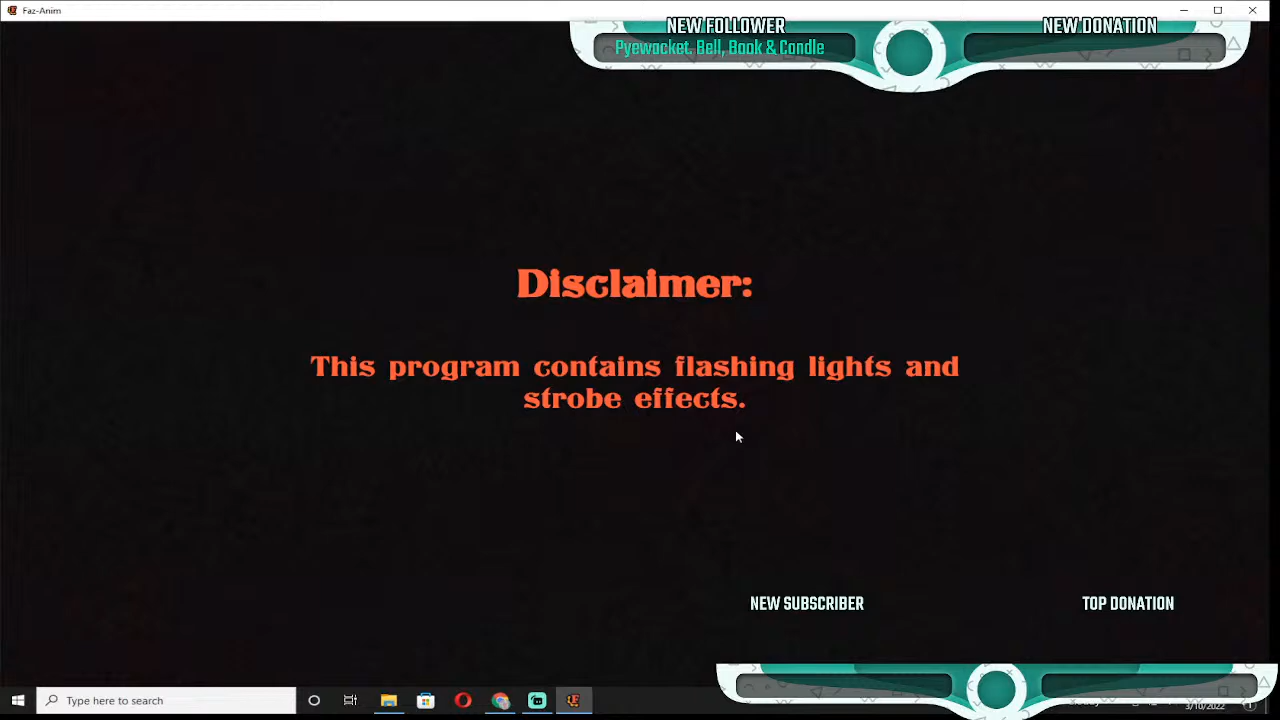 Faz-Anim
NEW FOLLOWER
NEW DONATION
Pyewacket. Bell, Book & Candle
Disclaimer:
This program contains flashing lights and
strobe effects.
NEW SUBSCRIBER
TOP DONATION
Type here to search
3/10/2022